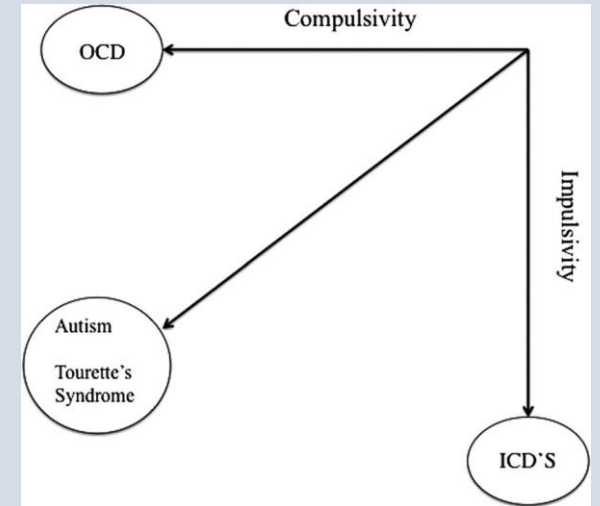 Compulsivity
OCD
Impulsivity
Autism
Tourette’s
Syndrome
ICD’S